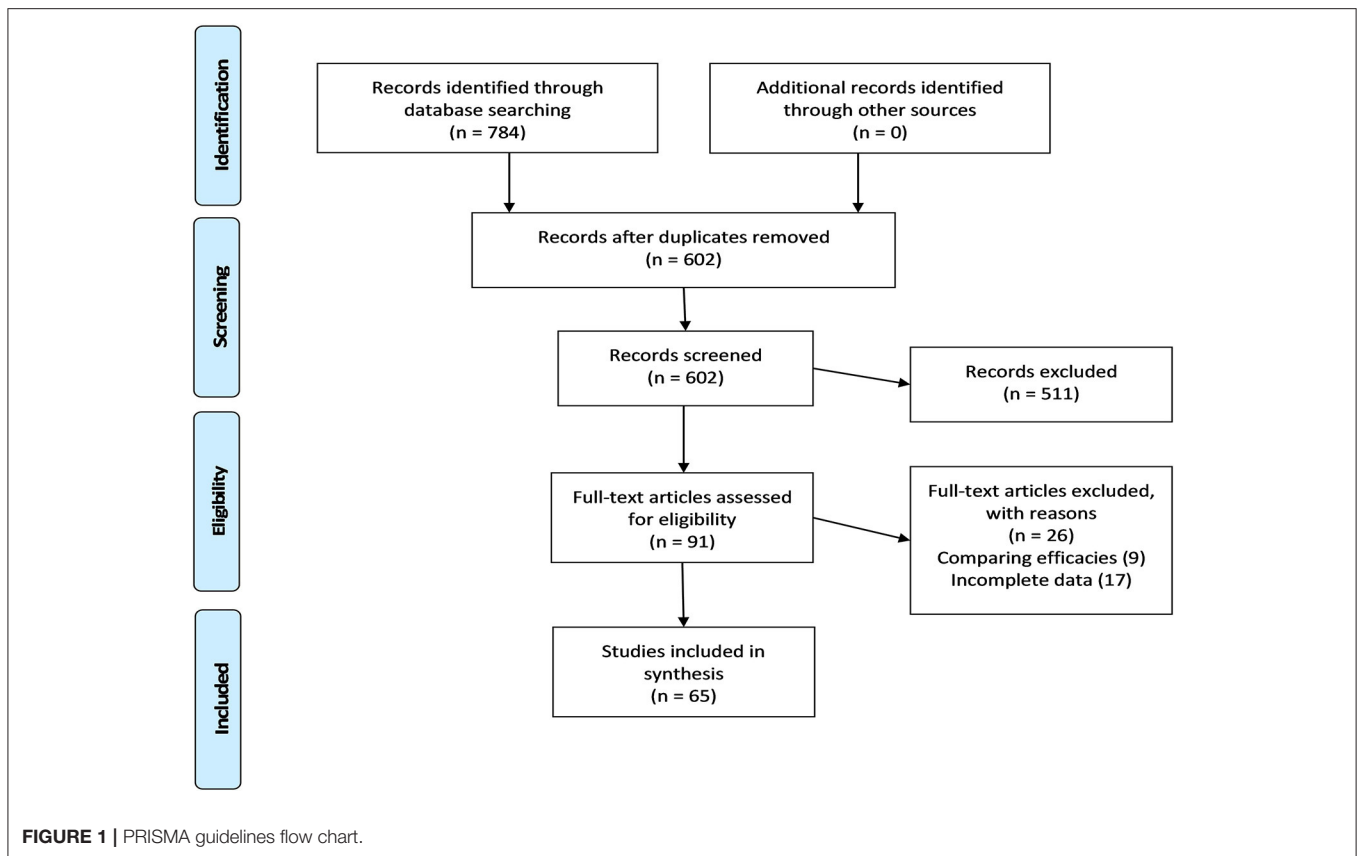 Identification
Records identified through
database searching
(n = 784)
Additional records identified
through other sources
(n = 0)
Screening
Records after duplicates removed
(n = 602)
Records screened
(n = 602)
Records excluded
(n = 511)
Eligibility
Full-text articles assessed
for eligibility
(n = 91)
Full-text articles excluded,
with reasons
(n = 26)
Comparing efficacies (9)
Incomplete data (17)
Included
Studies included in
synthesis
(n = 65)
FIGURE 1 | PRISMA guidelines flow chart.